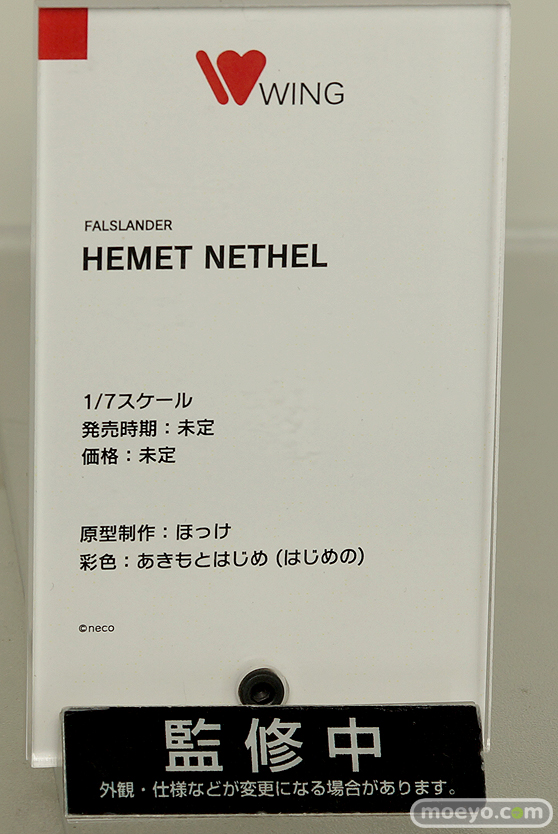 WING
FALSLANDER
HEMET NETHEL
1/7スケール
発売時期：未定
価格：未定
原型制作：ほっけ
彩色：あきもとはじめ (はじめの)
©neco
監修中
外観・仕様などが変更になる場合があります。
moeyo.com